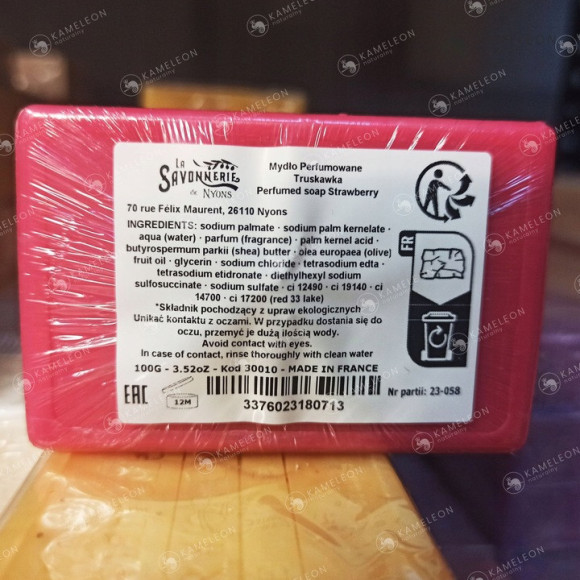 LA
SAVONNERIE
de NYONS
Mydło Perfumowane
Truskawka
Perfumed soap Strawberry
70 rue Félix Maurent, 26110 Nyons
INGREDIENTS: sodium palmate · sodium palm kernelate ·
aqua (water) · parfum (fragrance) · palm kernel acid ·
butyrospermum parkii (shea) butter · olea europaea (olive)
fruit oil · glycerin · sodium chloride · tetrasodium edta ·
tetrasodium etidronate · diethylhexyl sodium
sulfosuccinate · sodium sulfate · ci 12490 · ci 19140 · ci
14700 · ci 17200 (red 33 lake)
*Składnik pochodzący z upraw ekologicznych
Unikać kontaktu z oczami. W przypadku dostania się do
oczu, przemyć je dużą ilością wody.
Avoid contact with eyes.
In case of contact, rinse thoroughly with clean water
100G - 3.52oZ - Kod 30010 - MADE IN FRANCE
EAC
12M
3376023180713
FR
Nr partii: 23-058
KAMELEON
naturalny